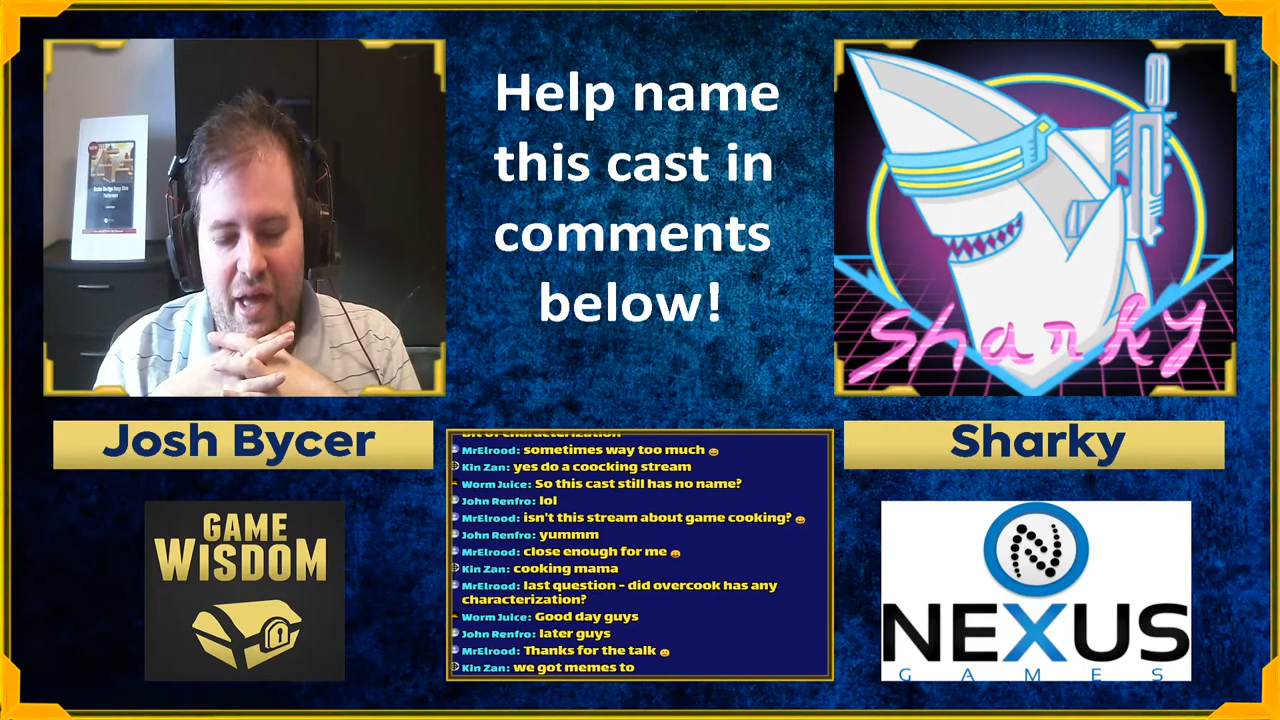 Help name
this cast in
comments
below!
Sharky
Josh Bycer
Sharky
Bit Of Characterization
MrElrood: sometimes way too much
Kin Zan: yes do a coocking stream
Worm Juice: So this cast still has no name?
John Renfro: lol
MrElrood: isn't this stream about game cooking?
John Renfro: yummm
MrElrood: close enough for me
Kin Zan: cooking mama
MrElrood: last question - did overcook has any
characterization?
Worm Juice: Good day guys
John Renfro: later guys
MrElrood: Thanks for the talk
Kin Zan: we got memes to
GAME
WISDOM
N
NEXUS
GAMES